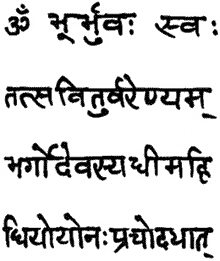 ॐ भूर्भुवः स्वः
तत्सवितुर्वरेण्यम्
भर्गोदेवस्यधीमहि
धियोयोनःप्रचोदयात्